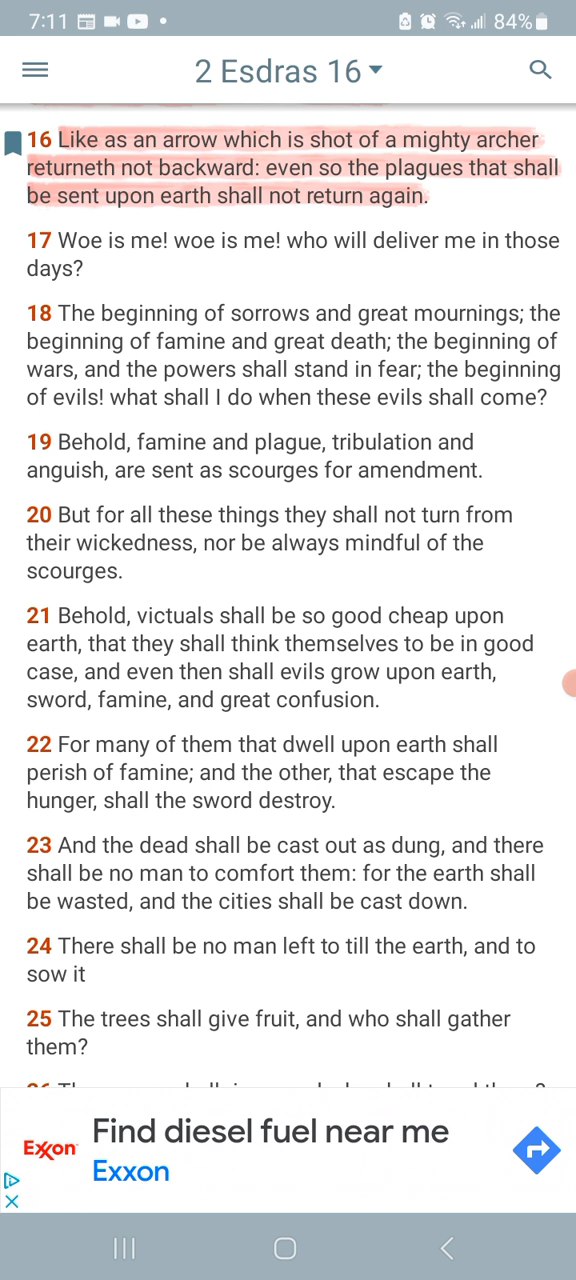 7:11
84%
2 Esdras 16
16 Like as an arrow which is shot of a mighty archer
returneth not backward: even so the plagues that shall
be sent upon earth shall not return again.
17 Woe is me! woe is me! who will deliver me in those
days?
18 The beginning of sorrows and great mournings; the
beginning of famine and great death; the beginning of
wars, and the powers shall stand in fear; the beginning
of evils! what shall I do when these evils shall come?
19 Behold, famine and plague, tribulation and
anguish, are sent as scourges for amendment.
20 But for all these things they shall not turn from
their wickedness, nor be always mindful of the
scourges.
21 Behold, victuals shall be so good cheap upon
earth, that they shall think themselves to be in good
case, and even then shall evils grow upon earth,
sword, famine, and great confusion.
22 For many of them that dwell upon earth shall
perish of famine; and the other, that escape the
hunger, shall the sword destroy.
23 And the dead shall be cast out as dung, and there
shall be no man to comfort them: for the earth shall
be wasted, and the cities shall be cast down.
24 There shall be no man left to till the earth, and to
sow it
25 The trees shall give fruit, and who shall gather
them?
Exxon
Find diesel fuel near me
Exxon